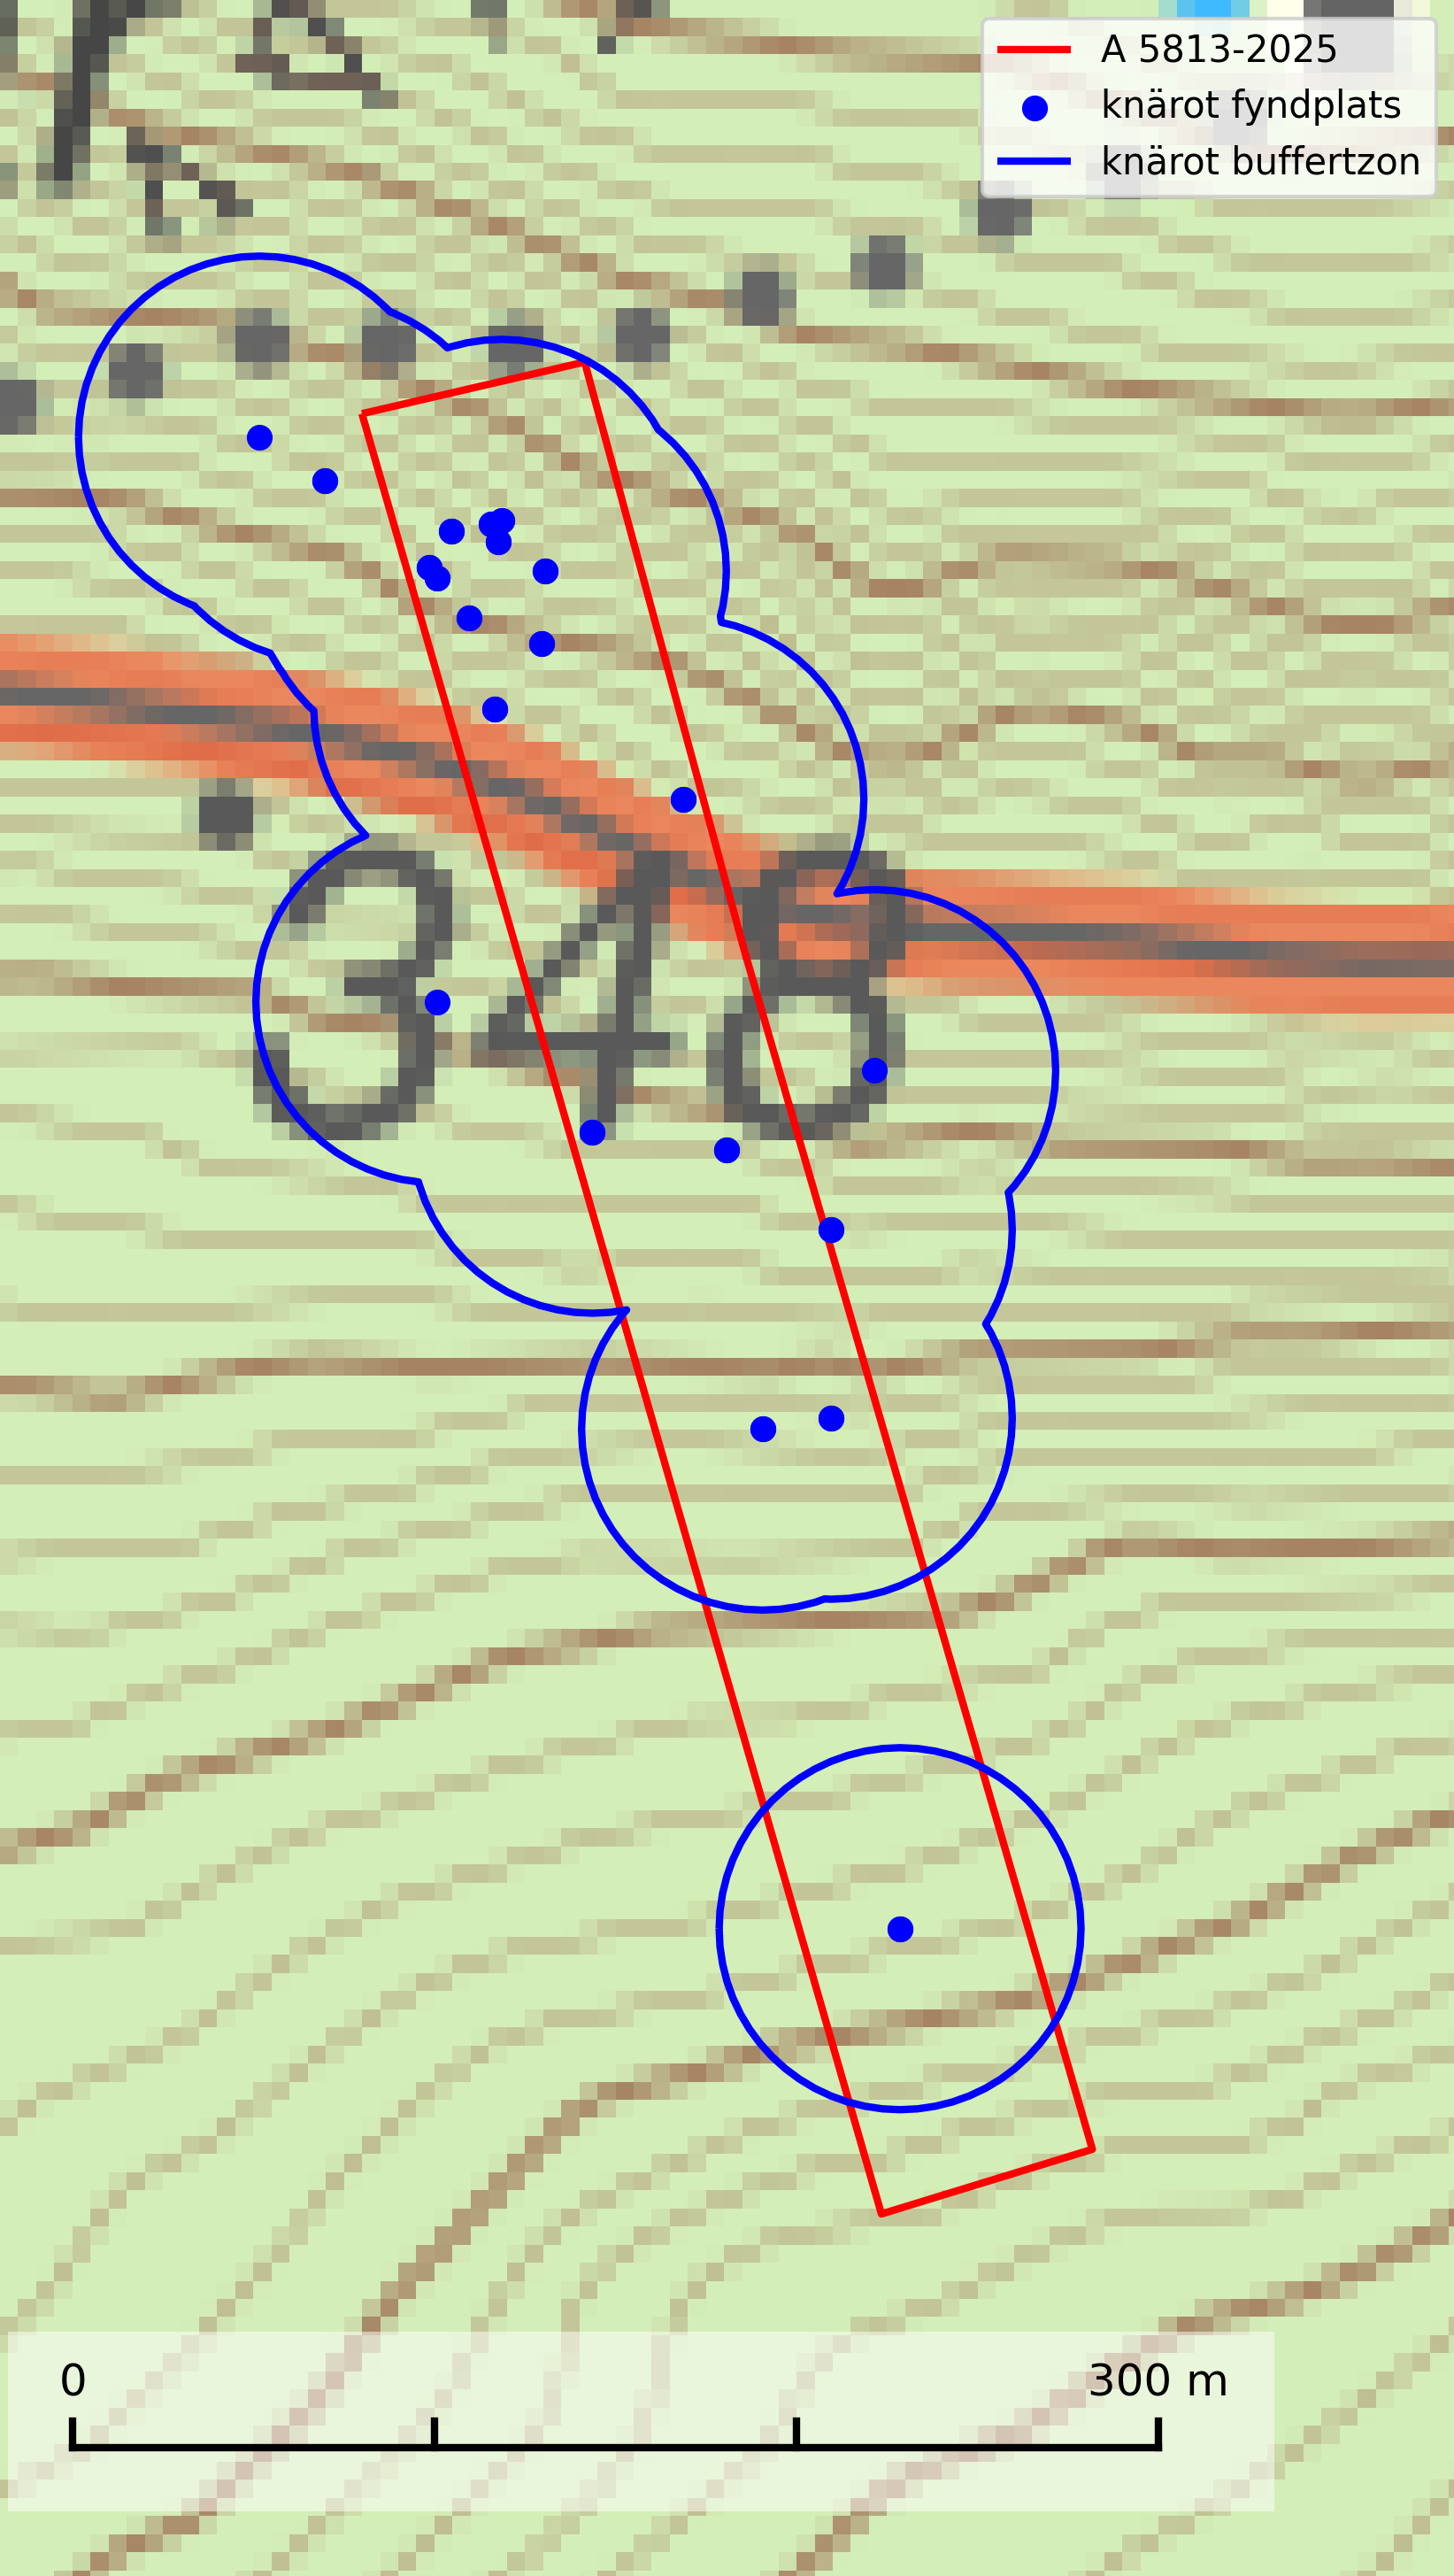 A 5813-2025
knärot fyndplats
knärot buffertzon
348
0
300 m